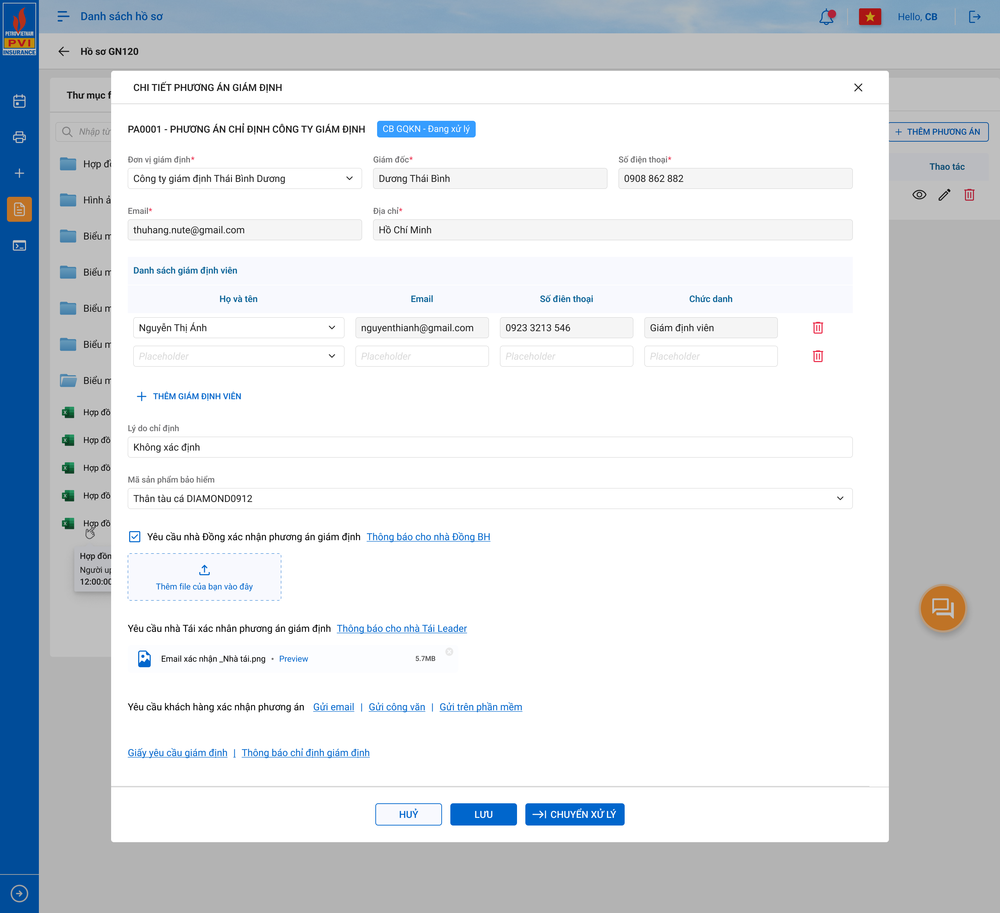 PETROVIETNAM
PVI
INSURANCE
Danh sách hồ sơ
Hello, CB
Hồ sơ GN120
Thư mục f
CHI TIẾT PHƯƠNG ÁN GIÁM ĐỊNH
Nhập từ
PA0001 - PHƯƠNG ÁN CHỈ ĐỊNH CÔNG TY GIÁM ĐỊNH
CB GQKN - Đang xử lý
THÊM PHƯƠNG ÁN
Thao tác
Hợp đồ
Hình ả
Biểu m
Biểu m
Biểu m
Biểu m
Biểu m
Hợp đồ
Hợp đồ
Hợp đồ
Hợp đồ
Hợp đồ
Hợp đồn
Người up
12:00:00
Đơn vị giám định*
Giám đốc*
Số điện thoại*
Công ty giám định Thái Bình Dương
Dương Thái Bình
0908 862 882
Email*
Địa chỉ*
thuhang.nute@gmail.com
Hồ Chí Minh
Danh sách giám định viên
Họ và tên
Email
Số điên thoại
Chức danh
Nguyễn Thị Ánh
nguyenthianh@gmail.com
0923 3213 546
Giám định viên
Placeholder
Placeholder
Placeholder
Placeholder
THÊM GIÁM ĐỊNH VIÊN
Lý do chỉ định
Không xác định
Mã sản phẩm bảo hiểm
Thân tàu cá DIAMOND0912
Yêu cầu nhà Đồng xác nhận phương án giám định Thông báo cho nhà Đồng BH
Thêm file của bạn vào đây
Yêu cầu nhà Tái xác nhân phương án giám định Thông báo cho nhà Tái Leader
Email xác nhận _Nhà tái.png • Preview
5.7MB
Yêu cầu khách hàng xác nhận phương án Gửi email | Gửi công văn | Gửi trên phần mềm
Giấy yêu cầu giám định | Thông báo chỉ định giám định
HUỶ
LƯU
CHUYỂN XỬ LÝ